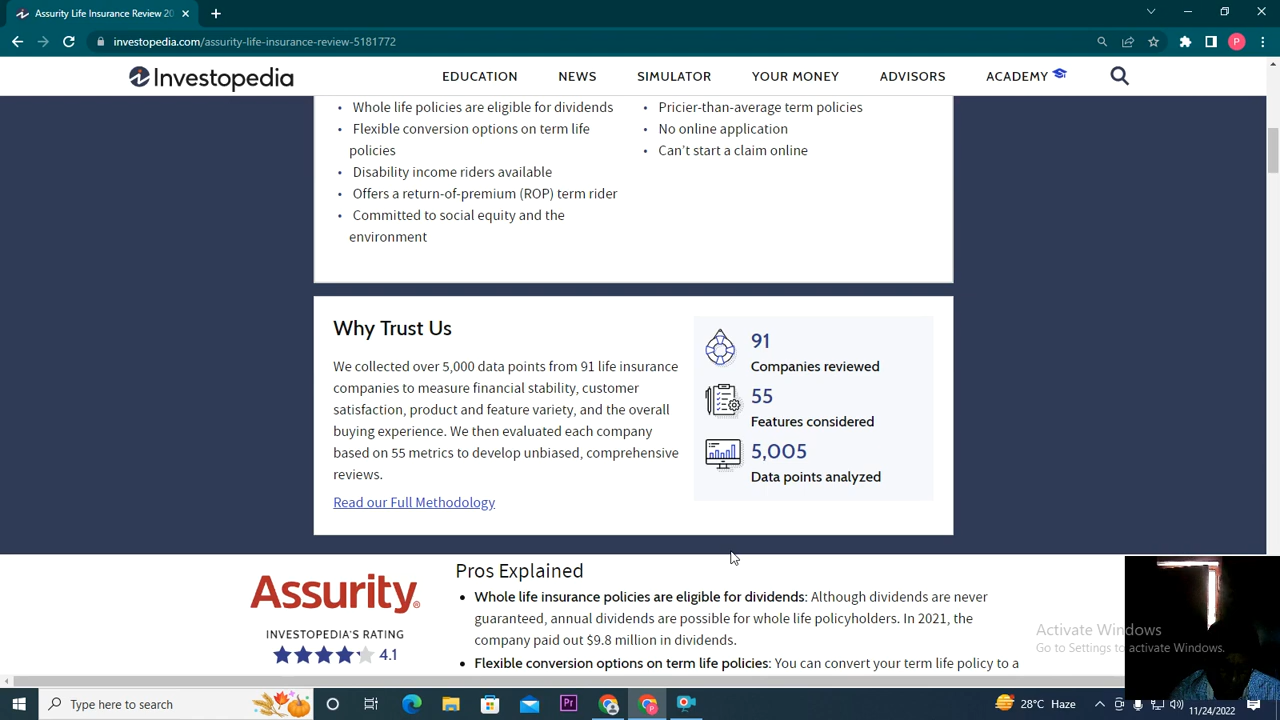 Assurity Life Insurance Review 20
investopedia.com/assurity-life-insurance-review-5181772
P
Investopedia
EDUCATION
NEWS
SIMULATOR
YOUR MONEY
ADVISORS
ACADEMY
• Whole life policies are eligible for dividends
• Flexible conversion options on term life
policies
• Disability income riders available
• Offers a return-of-premium (ROP) term rider
• Committed to social equity and the
environment
• Pricier-than-average term policies
• No online application
• Can't start a claim online
Why Trust Us
We collected over 5,000 data points from 91 life insurance
companies to measure financial stability, customer
satisfaction, product and feature variety, and the overall
buying experience. We then evaluated each company
based on 55 metrics to develop unbiased, comprehensive
reviews.
Read our Full Methodology
91
Companies reviewed
55
Features considered
5,005
Data points analyzed
Assurity®
INVESTOPEDIA'S RATING
4.1
Pros Explained
• Whole life insurance policies are eligible for dividends: Although dividends are never
guaranteed, annual dividends are possible for whole life policyholders. In 2021, the
company paid out $9.8 million in dividends.
• Flexible conversion options on term life policies: You can convert your term life policy to a
Activate Windows
Go to Settings to activate Windows.
Type here to search
Pr
28°C Haze
11/24/2022